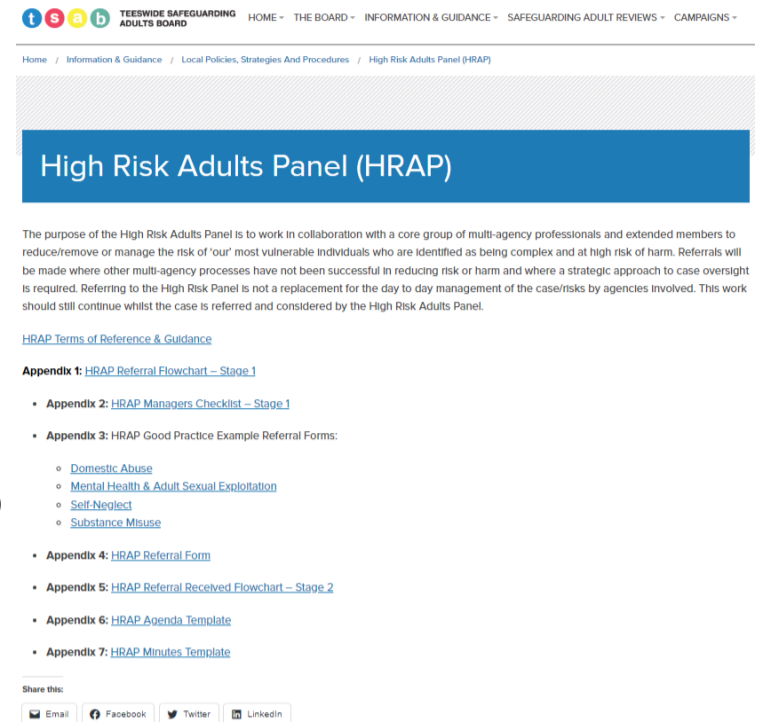 tsab TEESWIDE SAFEGUARDING
ADULTS BOARD
HOME THE BOARD INFORMATION & GUIDANCE SAFEGUARDING ADULT REVIEWS CAMPAIGNS
Home / Information & Guidance / Local Policies, Strategies And Procedures / High Risk Adults Panel (HRAP)
High Risk Adults Panel (HRAP)
The purpose of the High Risk Adults Panel is to work in collaboration with a core group of multi-agency professionals and extended members to
reduce/remove or manage the risk of 'our' most vulnerable individuals who are identified as being complex and at high risk of harm. Referrals will
be made where other multi-agency processes have not been successful in reducing risk or harm and where a strategic approach to case oversight
is required. Referring to the High Risk Panel is not a replacement for the day to day management of the case/risks by agencies involved. This work
should still continue whilst the case is referred and considered by the High Risk Adults Panel.
HRAP Terms of Reference & Guidance
Appendix 1: HRAP Referral Flowchart – Stage 1
• Appendix 2: HRAP Managers Checklist – Stage 1
• Appendix 3: HRAP Good Practice Example Referral Forms:
Domestic Abuse
Mental Health & Adult Sexual Exploitation
Self-Neglect
Substance Misuse
• Appendix 4: HRAP Referral Form
• Appendix 5: HRAP Referral Received Flowchart – Stage 2
• Appendix 6: HRAP Agenda Template
• Appendix 7: HRAP Minutes Template
Share this:
Email Facebook Twitter LinkedIn